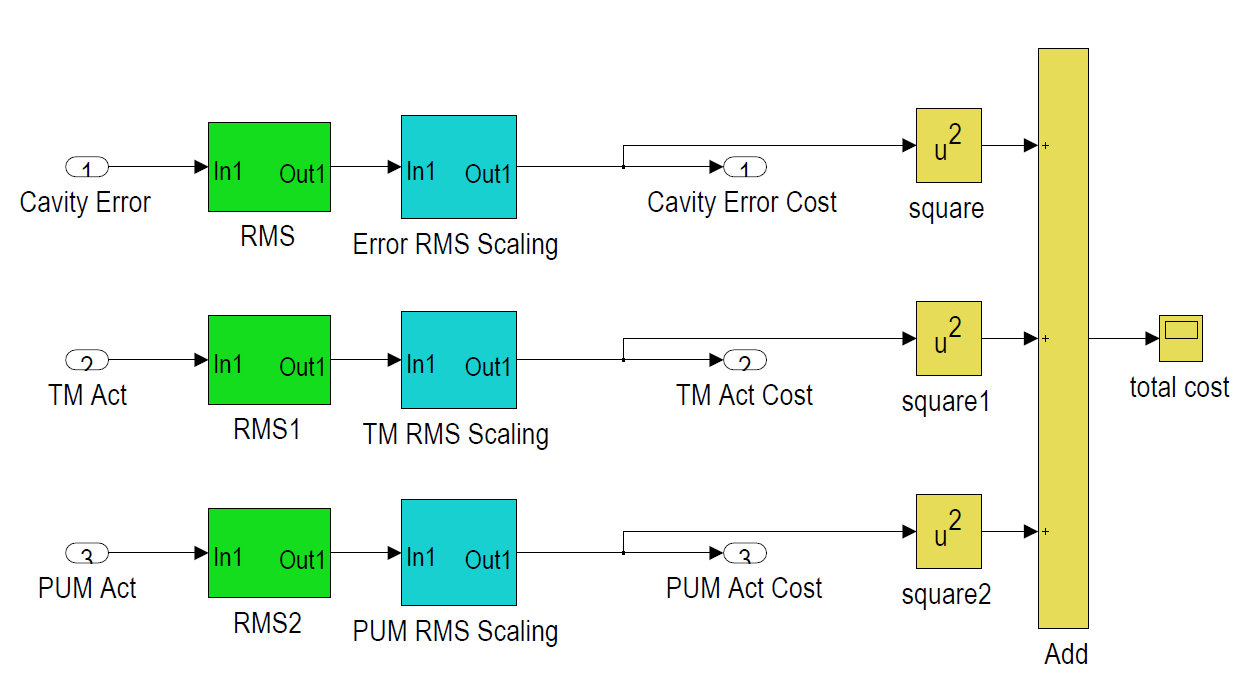 1
Cavity Error
In1
Out1
RMS
In1
Out1
Error RMS Scaling
1
Cavity Error Cost
u2
square
+
2
TM Act
In1
Out1
RMS1
In1
Out1
TM RMS Scaling
2
TM Act Cost
u2
square1
+
total cost
3
PUM Act
In1
Out1
RMS2
In1
Out1
PUM RMS Scaling
3
PUM Act Cost
u2
square2
+
Add